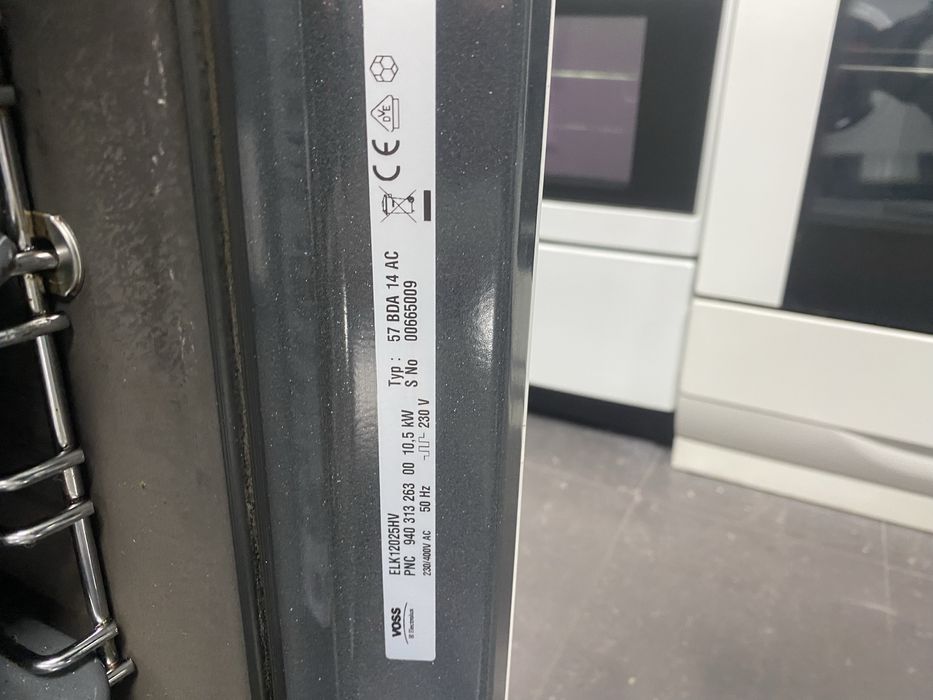 VOSS
Electrolux
ELK12025HV
PNC 940 313 263 00 10,5 kW
230/400V AC 50 Hz 230 V
Typ : 57 BDA 14 AC
S No 00665009
CE
DVE